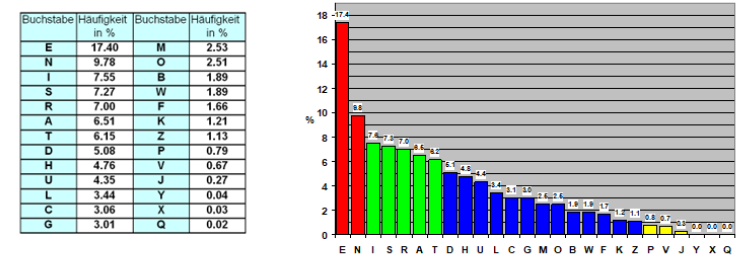 Buchstabe Häufigkeit in % Buchstabe Häufigkeit in %
E 17.40 M 2.53
N 9.78 O 2.51
I 7.55 B 1.89
S 7.27 W 1.89
R 7.00 F 1.66
A 6.51 K 1.21
T 6.15 Z 1.13
D 5.08 P 0.79
H 4.76 V 0.67
U 4.35 J 0.27
L 3.44 Y 0.04
C 3.06 X 0.03
G 3.01 Q 0.02
18
16
14
12
10
8
6
4
2
0
%
17.4 9.8 7.6 7.3 7.0 6.5 6.2 5.1 4.8 4.4 3.4 3.1 3.0 2.5 2.5 1.9 1.9 1.7 1.2 1.1 0.8 0.7 0.3 0.0 0.0 0.0
E N I S R A T D H U L C G M O B W F K Z P V J Y X Q